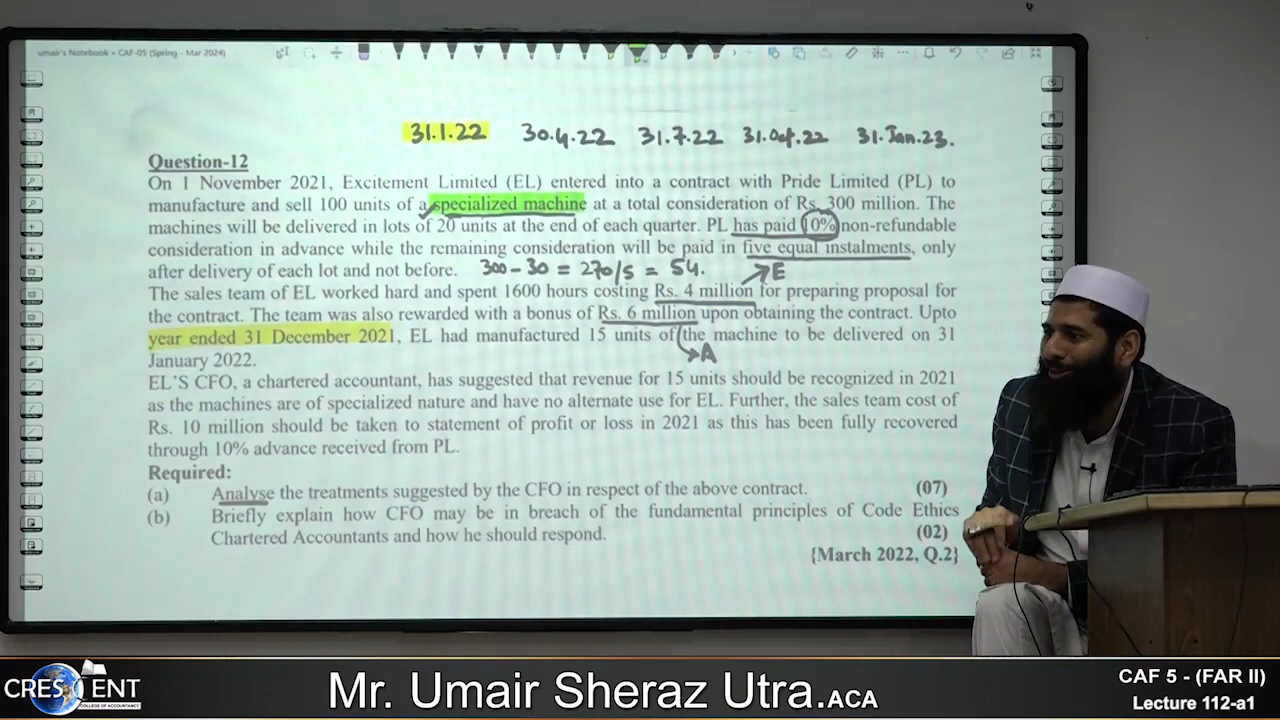 umair's Notebook » CAF-05 (Spring - Mar 2024)
31.1.22 30.4.22 31.7.22 31.Oct.22 31.Jan.23.
Question-12
On 1 November 2021, Excitement Limited (EL) entered into a contract with Pride Limited (PL) to
manufacture and sell 100 units of a specialized machine at a total consideration of Rs. 300 million. The
machines will be delivered in lots of 20 units at the end of each quarter. PL has paid 10% non-refundable
consideration in advance while the remaining consideration will be paid in five equal instalments, only
after delivery of each lot and not before. 300 - 30 = 270/5 = 54. E
The sales team of EL worked hard and spent 1600 hours costing Rs. 4 million for preparing proposal for
the contract. The team was also rewarded with a bonus of Rs. 6 million upon obtaining the contract. Upto
year ended 31 December 2021, EL had manufactured 15 units of the machine to be delivered on 31
January 2022. A
EL'S CFO, a chartered accountant, has suggested that revenue for 15 units should be recognized in 2021
as the machines are of specialized nature and have no alternate use for EL. Further, the sales team cost of
Rs. 10 million should be taken to statement of profit or loss in 2021 as this has been fully recovered
through 10% advance received from PL.
Required:
(a) Analyse the treatments suggested by the CFO in respect of the above contract. (07)
(b) Briefly explain how CFO may be in breach of the fundamental principles of Code Ethics
Chartered Accountants and how he should respond. (02)
{March 2022, Q.2}
CRESCENT
COLLEGE OF ACCOUNTANCY
Mr. Umair Sheraz Utra.ACA
CAF 5 - (FAR II)
Lecture 112-a1